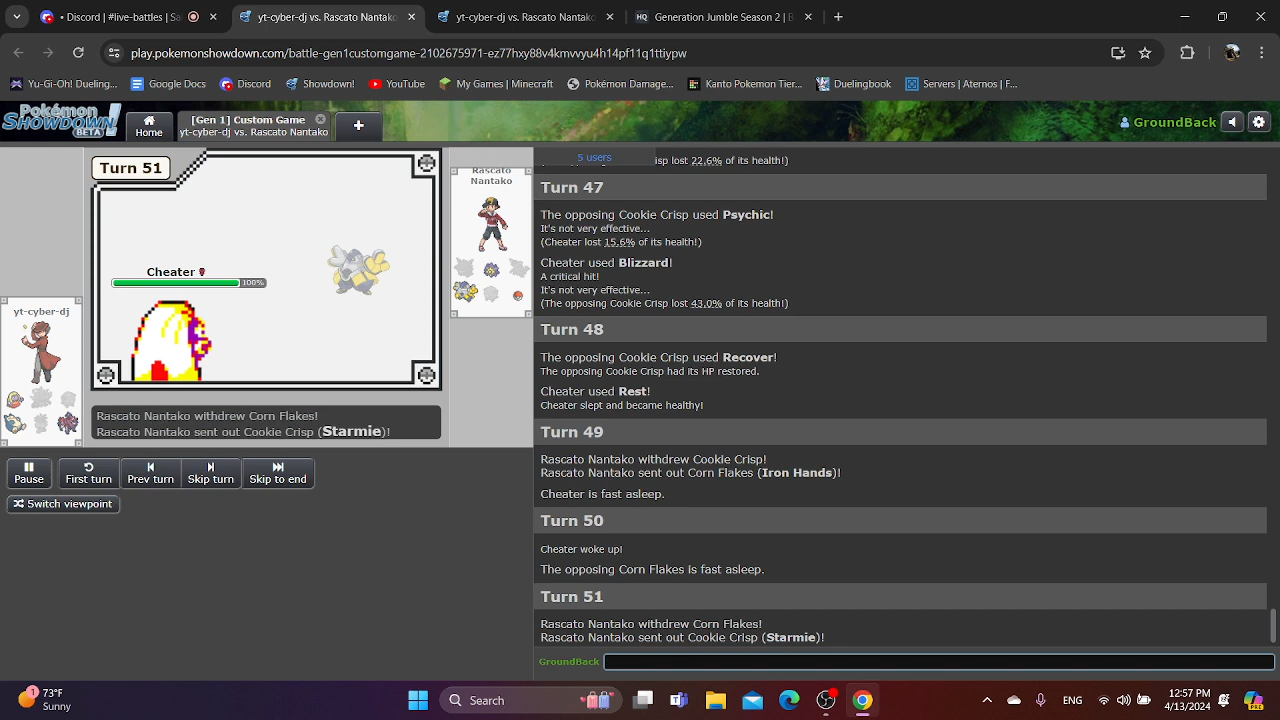 Discord | #live-battles | Sa
yt-cyber-dj vs. Rascato Nantako
yt-cyber-dj vs. Rascato Nantako
HQ
Generation Jumble Season 2 | B
play.pokemonshowdown.com/battle-gen1customgame-2102675971-ez77hxy88v4kmvvyu4h14pf11q1ttiypw
Yu-Gi-Oh! Dueling...
Google Docs
Discord
Showdown!
YouTube
My Games | Minecraft
Pokémon Damage...
Kanto Pokemon Tier...
Duelingbook
Servers | Aternos | F...
Pokémon
Showdown!
BETA
Home
[Gen 1] Custom Game
yt-cyber-dj vs. Rascato Nantako
GroundBack
Turn 51
Cheater
100%
yt-cyber-dj
Rascato
Nantako
Rascato Nantako withdrew Corn Flakes!
Rascato Nantako sent out Cookie Crisp (Starmie)!
Pause
First turn
Prev turn
Skip turn
Skip to end
Switch viewpoint
5 users
isp lost 22.6% of its health!)
Turn 47
The opposing Cookie Crisp used Psychic!
It's not very effective...
(Cheater lost 15.6% of its health!)
Cheater used Blizzard!
A critical hit!
It's not very effective...
(The opposing Cookie Crisp lost 43.0% of its health!)
Turn 48
The opposing Cookie Crisp used Recover!
The opposing Cookie Crisp had its HP restored.
Cheater used Rest!
Cheater slept and became healthy!
Turn 49
Rascato Nantako withdrew Cookie Crisp!
Rascato Nantako sent out Corn Flakes (Iron Hands)!
Cheater is fast asleep.
Turn 50
Cheater woke up!
The opposing Corn Flakes is fast asleep.
Turn 51
Rascato Nantako withdrew Corn Flakes!
Rascato Nantako sent out Cookie Crisp (Starmie)!
GroundBack
1
73°F
Sunny
Search
ENG
12:57 PM
4/13/2024
PRE